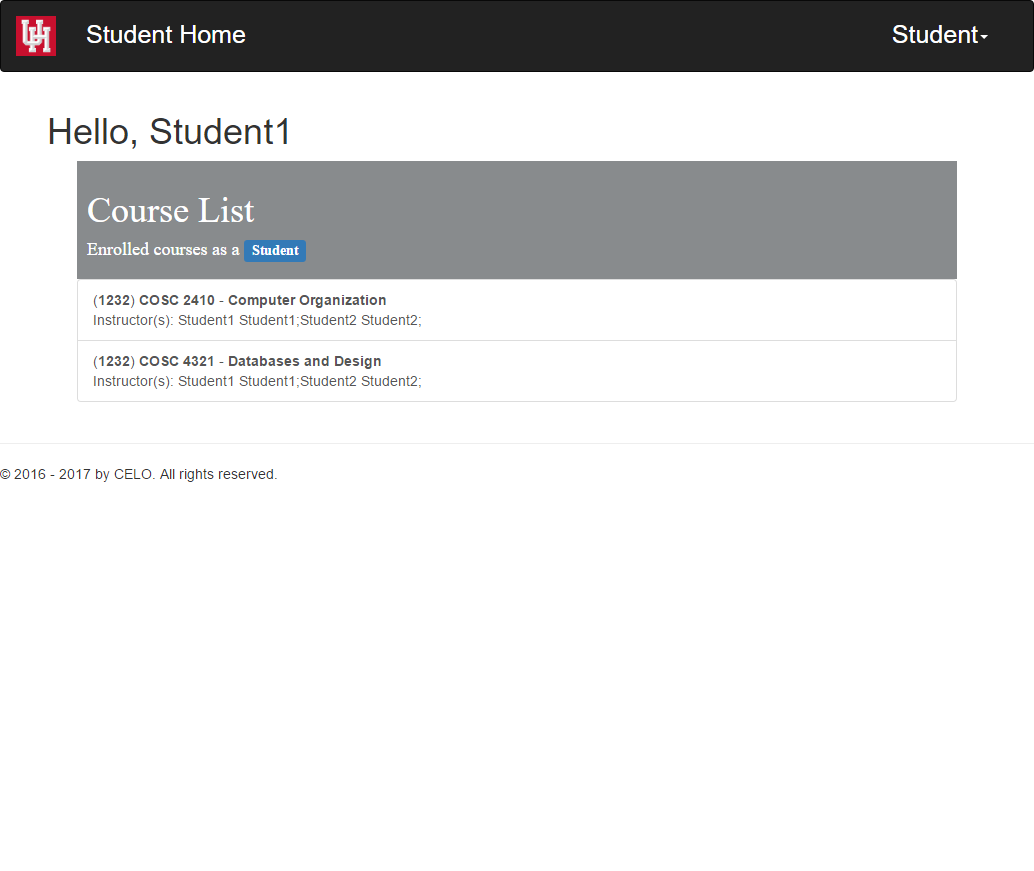 UH
Student Home
Student
Hello, Student1
Course List
Enrolled courses as a Student
(1232) COSC 2410 - Computer Organization
Instructor(s): Student1 Student1;Student2 Student2;
(1232) COSC 4321 - Databases and Design
Instructor(s): Student1 Student1;Student2 Student2;
© 2016 - 2017 by CELO. All rights reserved.